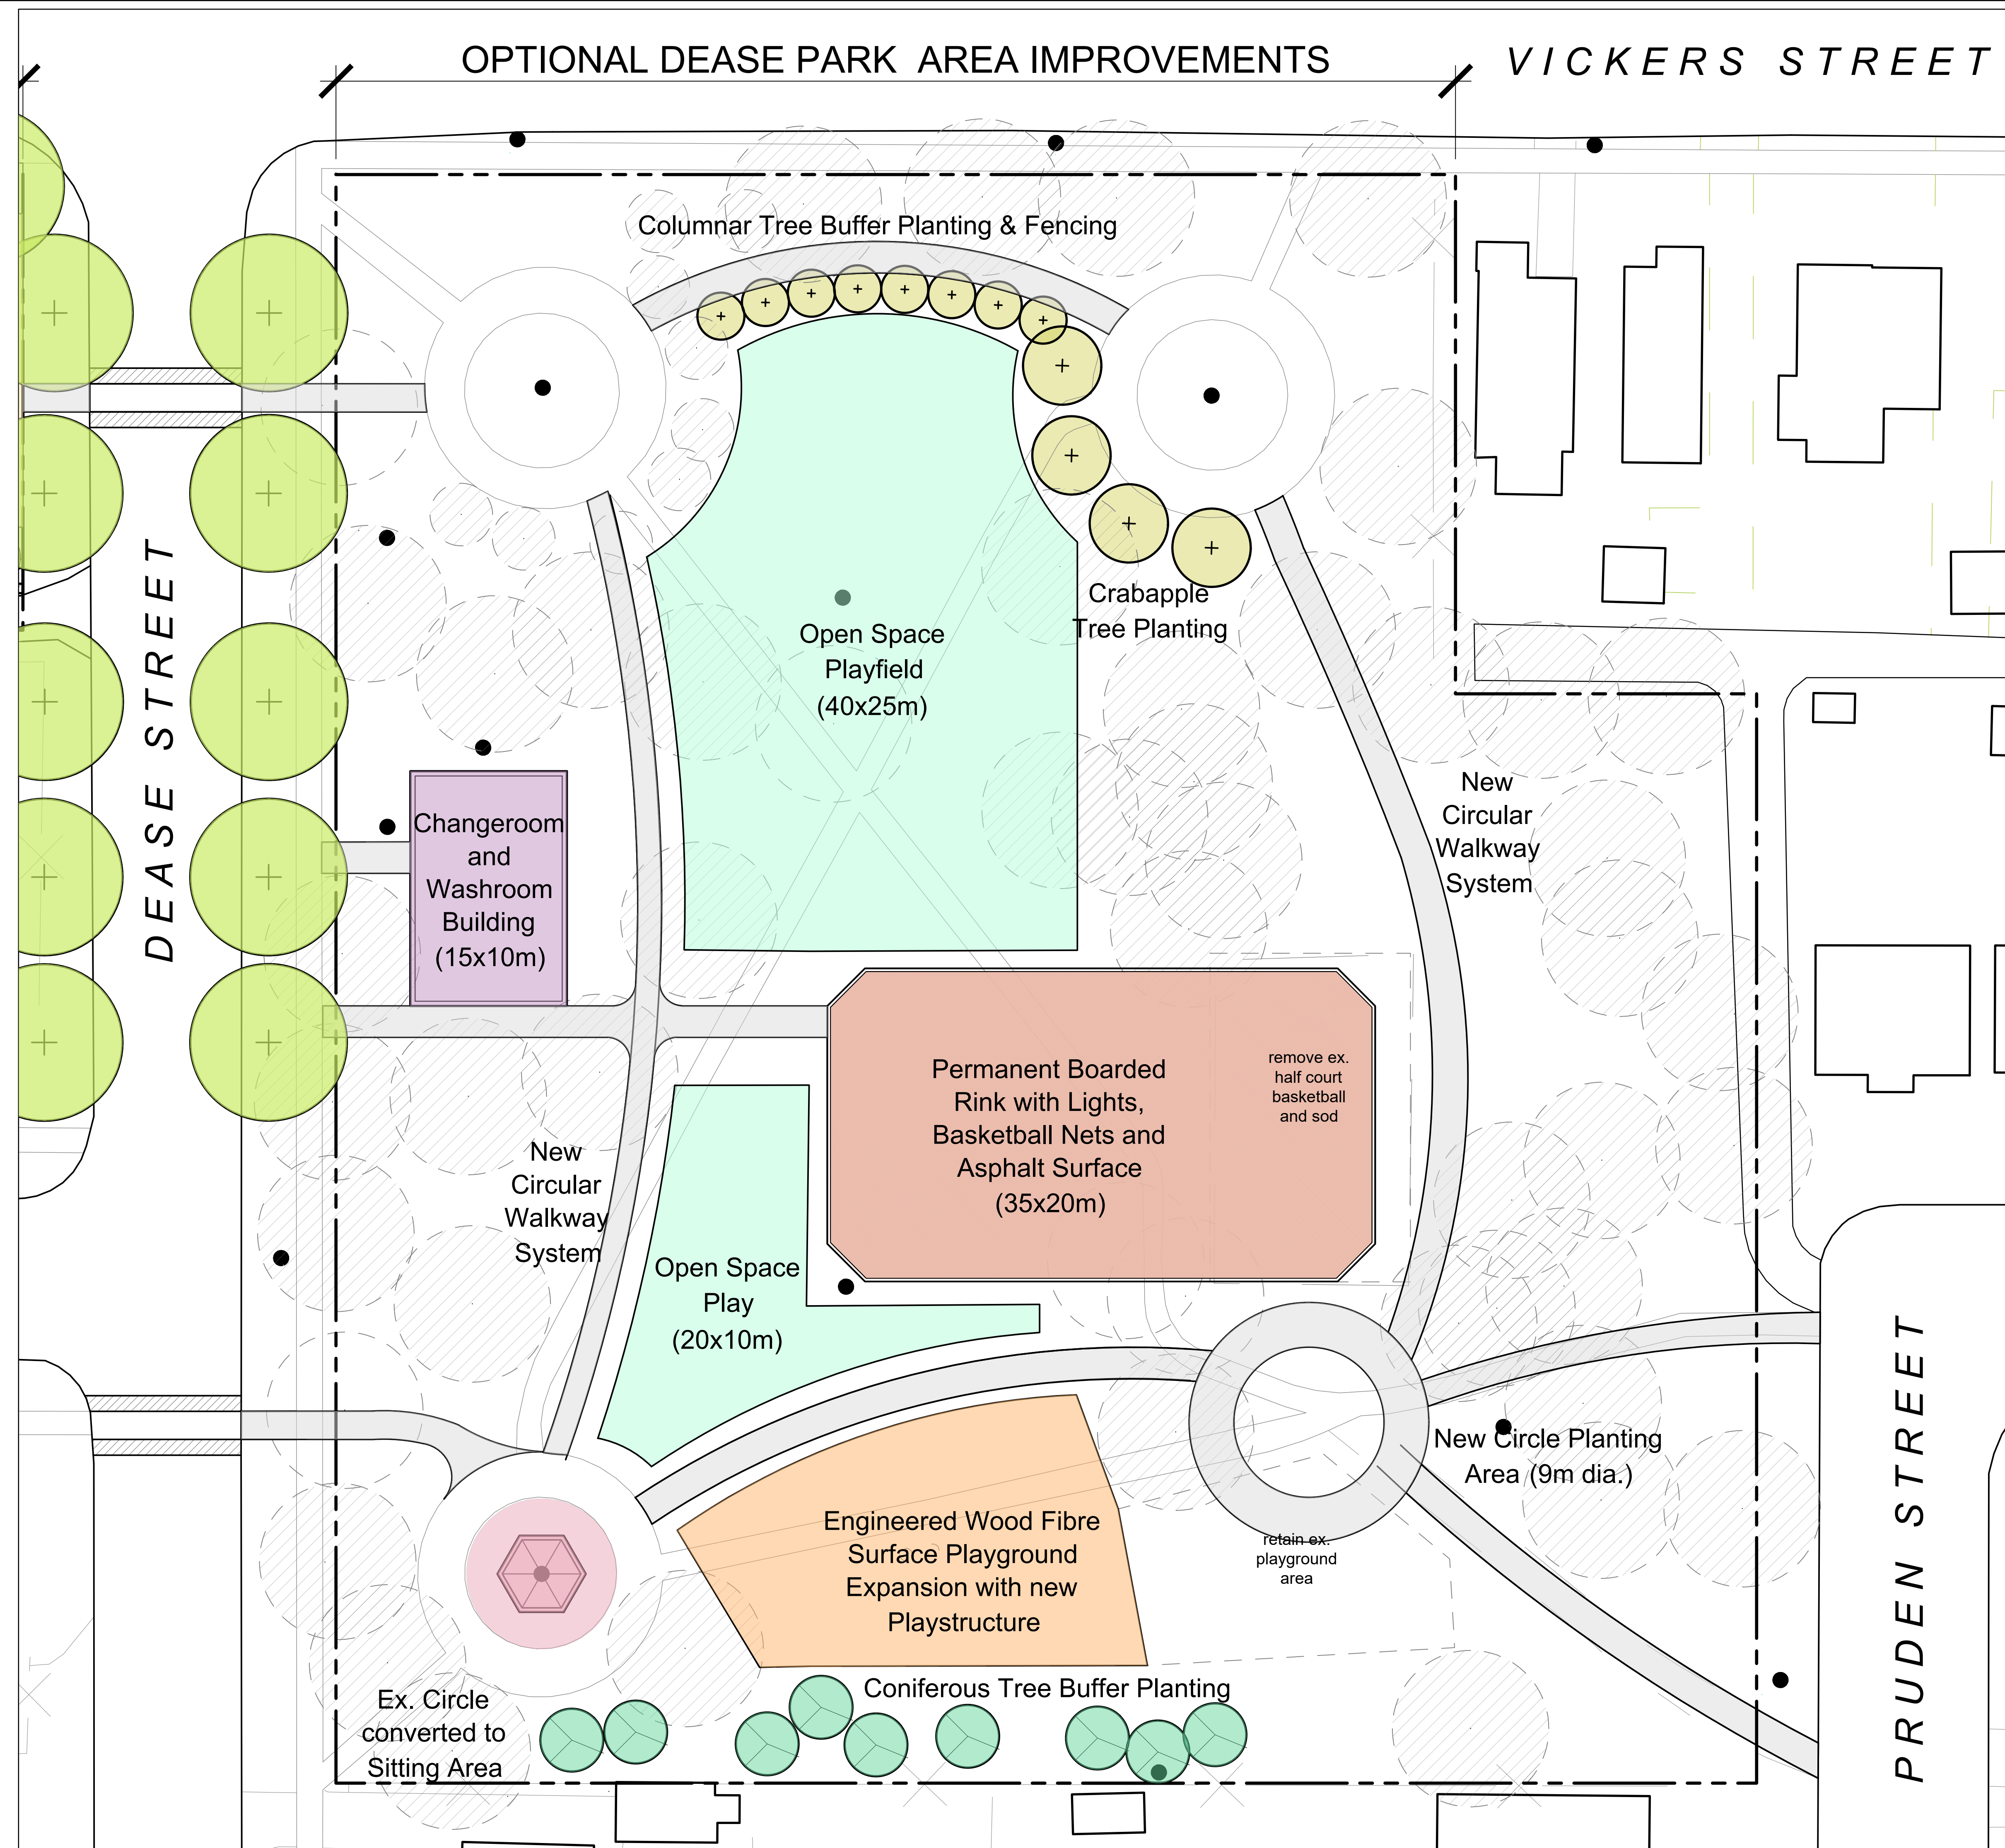 OPTIONAL DEASE PARK AREA IMPROVEMENTS
VICKERS STREET
Columnar Tree Buffer Planting & Fencing
Crabapple
Tree Planting
Open Space
Playfield
(40x25m)
DEASE STREET
Changeroom
and
Washroom
Building
(15x10m)
New
Circular
Walkway
System
Permanent Boarded
Rink with Lights,
Basketball Nets and
Asphalt Surface
(35x20m)
remove ex.
half court
basketball
and sod
New
Circular
Walkway
System
Open Space
Play
(20x10m)
New Circle Planting
Area (9m dia.)
PRUDEN STREET
Engineered Wood Fibre
Surface Playground
Expansion with new
Playstructure
retain ex.
playground
area
Coniferous Tree Buffer Planting
Ex. Circle
converted to
Sitting Area